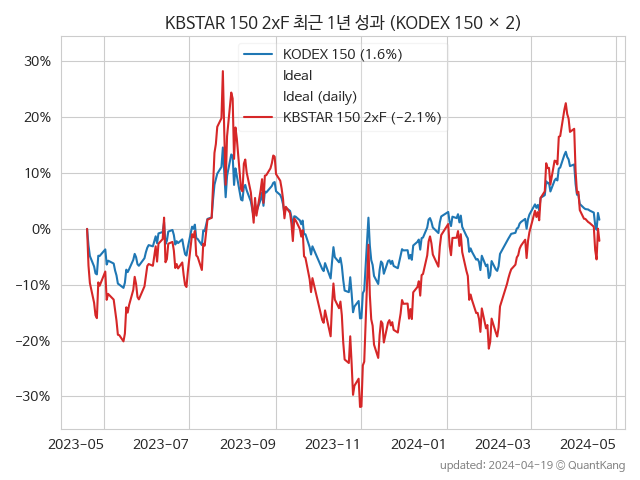 KBSTAR 150 2xF 최근 1년 성과 (KODEX 150 × 2)
KODEX 150 (1.6%)
Ideal
Ideal (daily)
KBSTAR 150 2xF (−2.1%)
30%
20%
10%
0%
−10%
−20%
−30%
2023-05
2023-07
2023-09
2023-11
2024-01
2024-03
2024-05
updated: 2024-04-19 © QuantKang